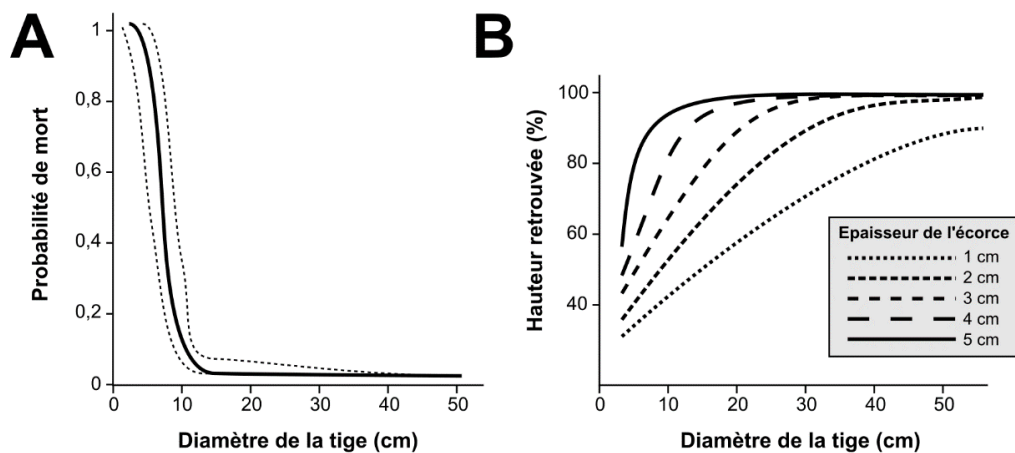 A
Probabilité de mort
1
0,8
0,6
0,4
0,2
0
0
10
20
30
40
50
Diamètre de la tige (cm)
B
Hauteur retrouvée (%)
100
80
60
40
0
10
20
30
40
50
Diamètre de la tige (cm)
Epaisseur de l'écorce
1 cm
2 cm
3 cm
4 cm
5 cm